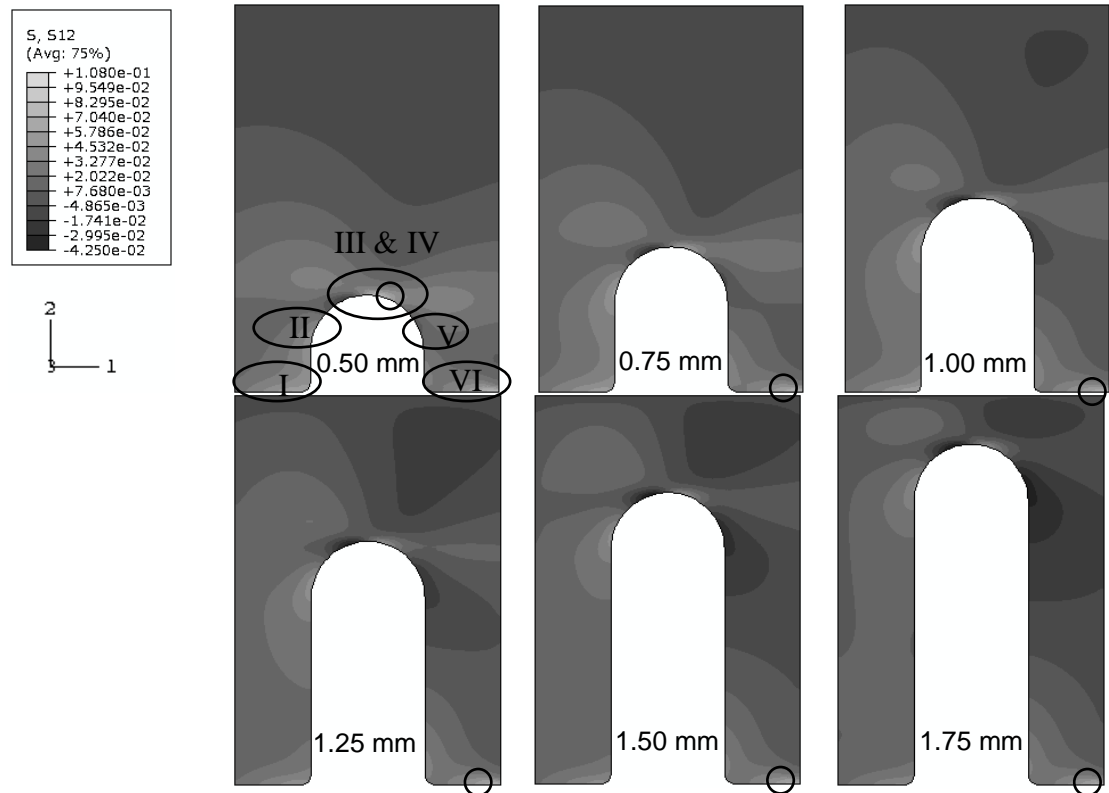 S, S12
(Avg: 75%)
+1.080e-01
+9.549e-02
+8.295e-02
+7.040e-02
+5.786e-02
+4.532e-02
+3.277e-02
+2.022e-02
+7.680e-03
-4.865e-03
-1.741e-02
-2.995e-02
-4.250e-02
2
3
1
III & IV
II
V
0.50 mm
I
VI
0.75 mm
1.00 mm
1.25 mm
1.50 mm
1.75 mm